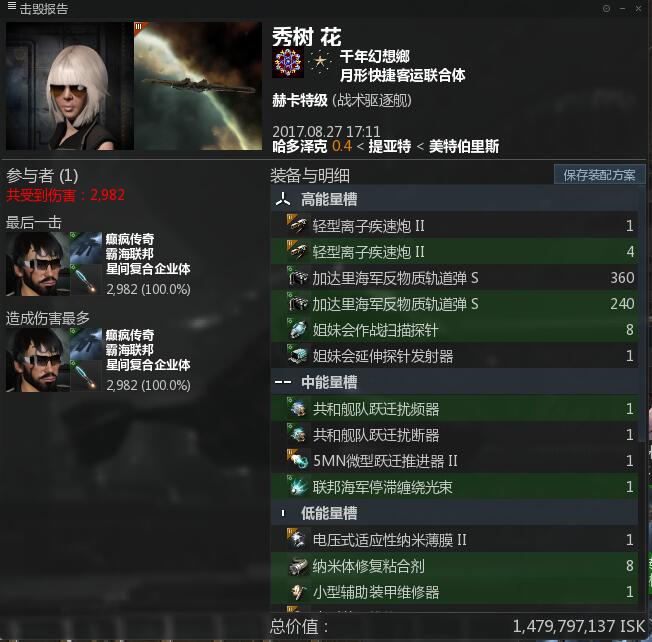 击毁报告
秀树 花
千年幻想郷
月形快捷客运联合体
赫卡特级 (战术驱逐舰)
2017.08.27 17:11
哈多泽克 0.4 < 提亚特 < 美特伯里斯
参与者 (1)
共受到伤害：2,982
最后一击
癫疯传奇
霸海联邦
星间复合企业体
2,982 (100.0%)
造成伤害最多
癫疯传奇
霸海联邦
星间复合企业体
2,982 (100.0%)
装备与明细
保存装配方案
高能量槽
轻型离子疾速炮 II 1
轻型离子疾速炮 II 4
加达里海军反物质轨道弹 S 360
加达里海军反物质轨道弹 S 240
姐妹会作战扫描探针 8
姐妹会延伸探针发射器 1
中能量槽
共和舰队跃迁扰频器 1
共和舰队跃迁扰断器 1
5MN微型跃迁推进器 II 1
联邦海军停滞缠绕光束 1
低能量槽
电压式适应性纳米薄膜 II 1
纳米体修复粘合剂 8
小型辅助装甲维修器 1
总价值： 1,479,797,137 ISK